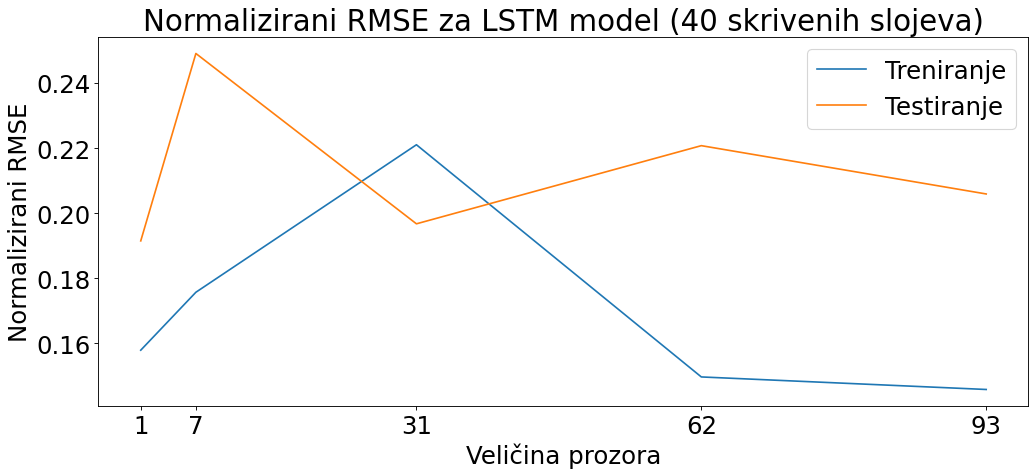 Normalizirani RMSE za LSTM model (40 skrivenih slojeva)
Treniranje
Testiranje
Normalizirani RMSE
0.24
0.22
0.20
0.18
0.16
1 7 31 62 93
Veličina prozora